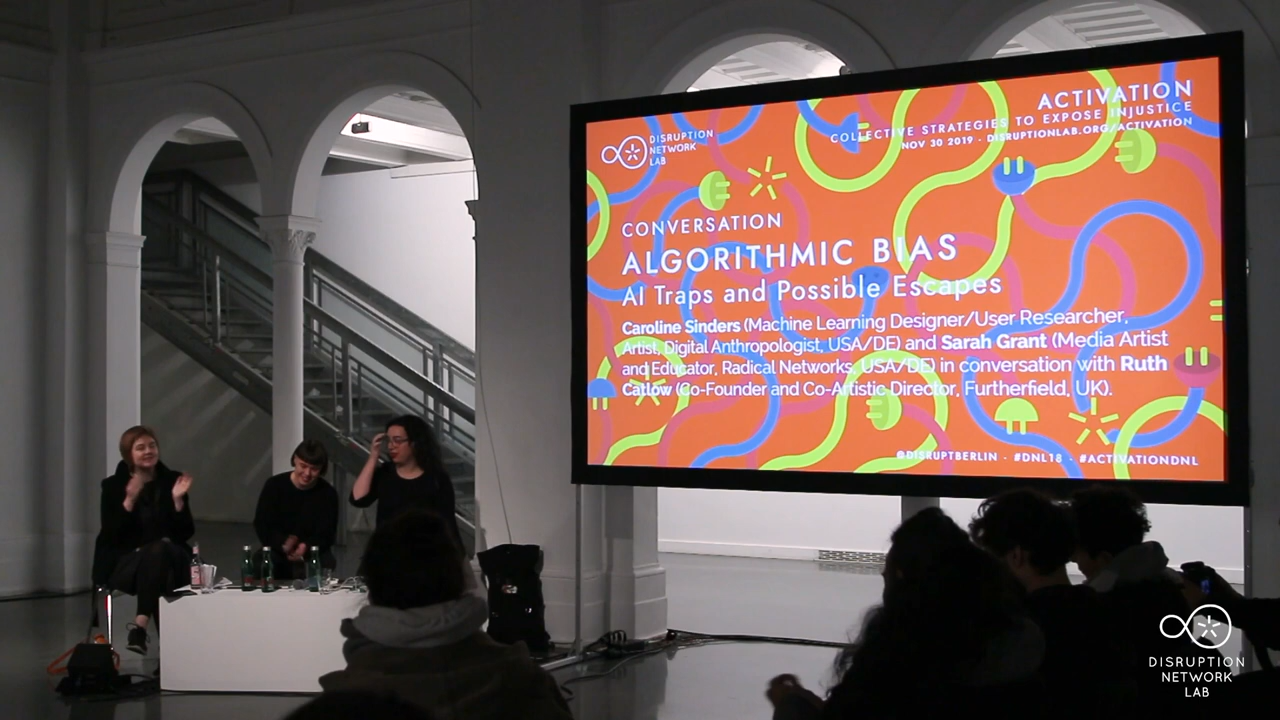 DISRUPTION
NETWORK
LAB
ACTIVATION
COLLECTIVE STRATEGIES TO EXPOSE INJUSTICE
NOV 30 2019 · DISRUPTIONLAB.ORG/ACTIVATION
CONVERSATION
ALGORITHMIC BIAS
AI Traps and Possible Escapes
Caroline Sinders (Machine Learning Designer/User Researcher,
Artist, Digital Anthropologist, USA/DE) and Sarah Grant (Media Artist
and Educator, Radical Networks, USA/DE) in conversation with Ruth
Catlow (Co-Founder and Co-Artistic Director, Furtherfield, UK).
@DISRUPTBERLIN · #DNL18 · #ACTIVATIONDNL
DISRUPTION
NETWORK
LAB